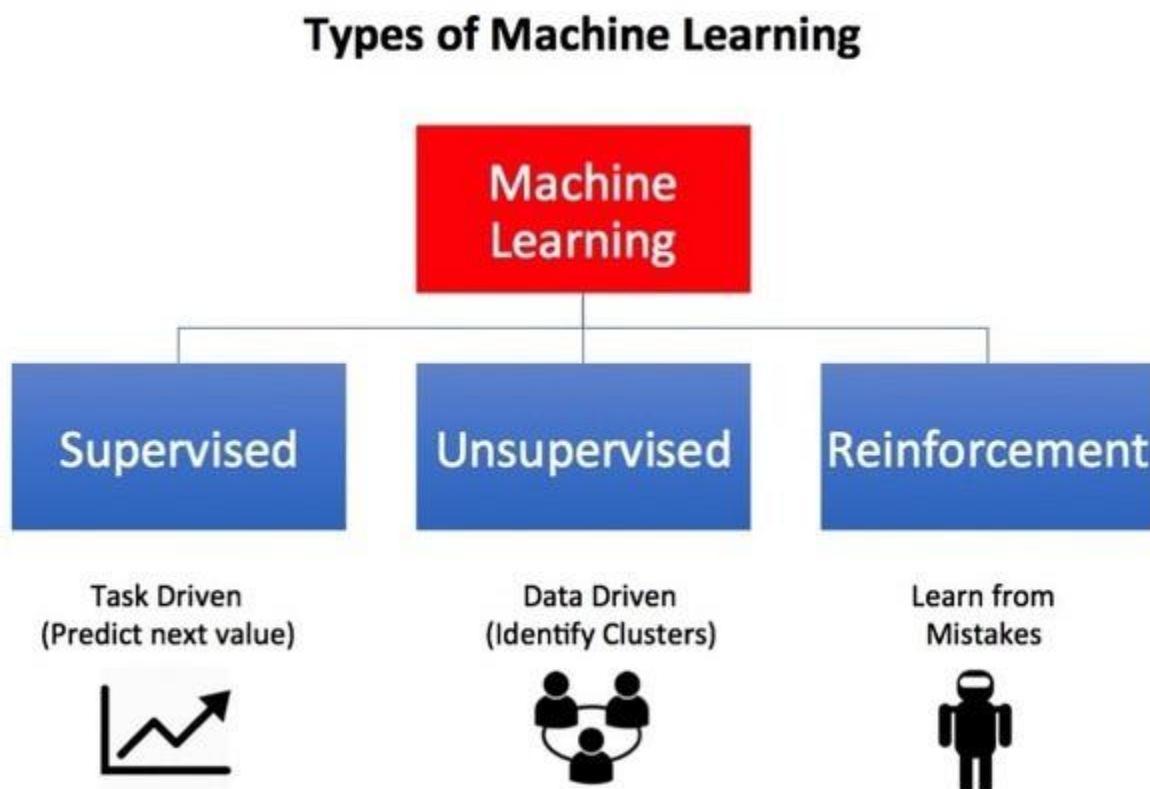 Types of Machine Learning
Machine
Learning
Supervised
Unsupervised
Reinforcement
Task Driven
(Predict next value)
Data Driven
(Identify Clusters)
Learn from
Mistakes